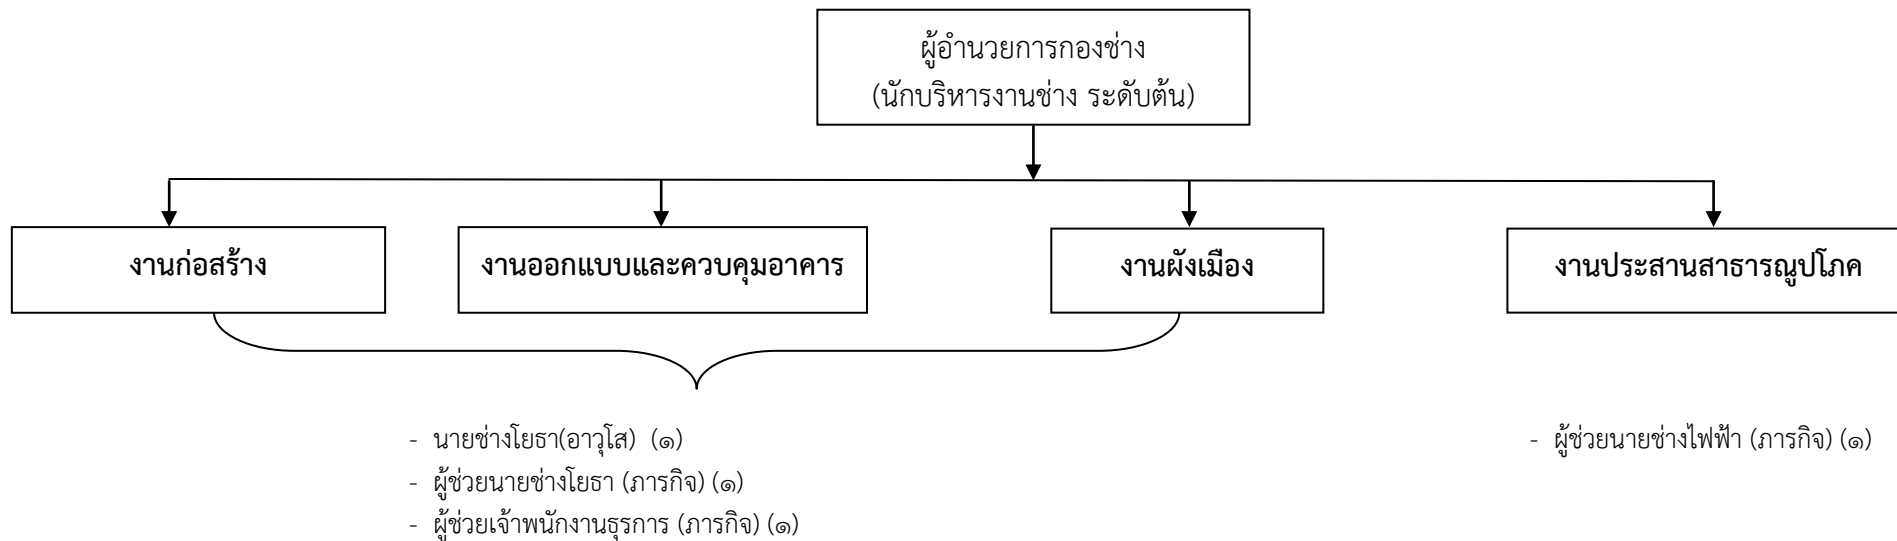 ผู้อำนวยการกองช่าง
(นักบริหารงานช่าง ระดับต้น)
งานก่อสร้าง
งานออกแบบและควบคุมอาคาร
งานผังเมือง
งานประสานสาธารณูปโภค
- นายช่างโยธา(อาวุโส) (๑)
- ผู้ช่วยนายช่างโยธา (ภารกิจ) (๑)
- ผู้ช่วยเจ้าพนักงานธุรการ (ภารกิจ) (๑)
- ผู้ช่วยนายช่างไฟฟ้า (ภารกิจ) (๑)